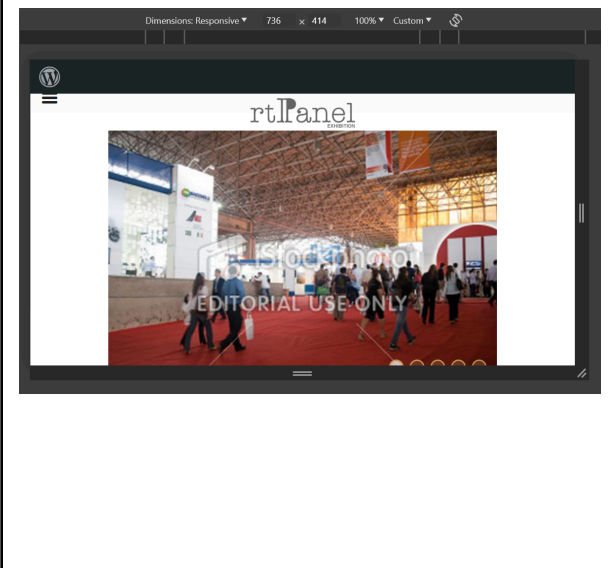 Dimensions: Responsive 736 × 414 100% Custom
rtPanel
EXHIBITION
iStockphoto
EDITORIAL USE ONLY